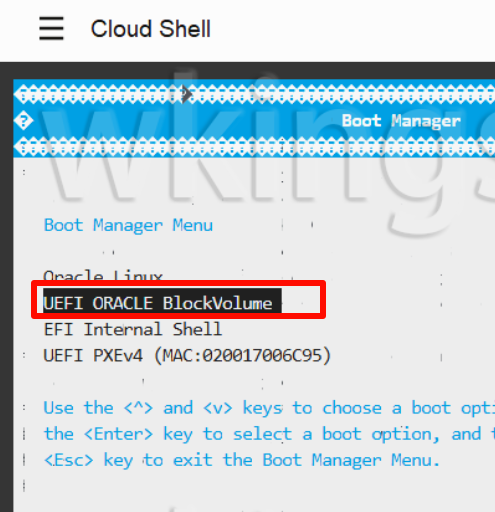 Cloud Shell
Boot Manager
Boot Manager Menu
Oracle Linux
UEFI ORACLE BlockVolume
EFI Internal Shell
UEFI PXEv4 (MAC:020017006C95)
Use the <^> and <v> keys to choose a boot opti
the <Enter> key to select a boot option, and t
<Esc> key to exit the Boot Manager Menu.
wkings